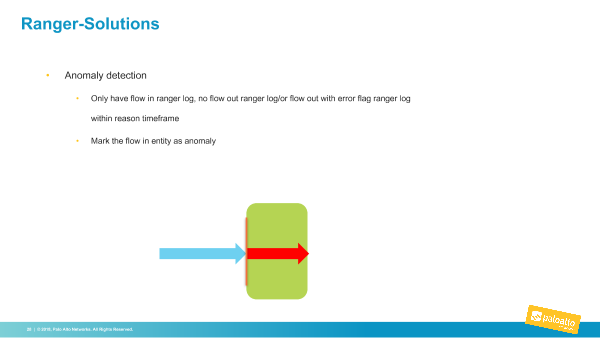 Ranger-Solutions
• Anomaly detection
• Only have flow in ranger log, no flow out ranger log/or flow out with error flag ranger log
within reason timeframe
• Mark the flow in entity as anomaly
| © 2016, Palo Alto Networks. All Rights Reserved.
paloalto